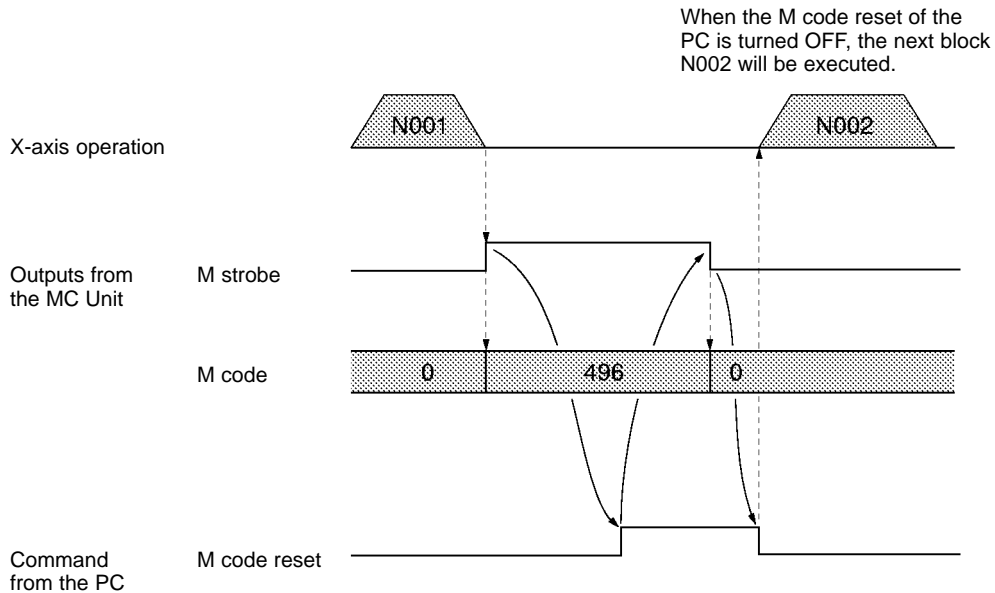 When the M code reset of the
PC is turned OFF, the next block
N002 will be executed.
N001
N002
X-axis operation
Outputs from
the MC Unit
M strobe
M code
0
496
0
Command
from the PC
M code reset